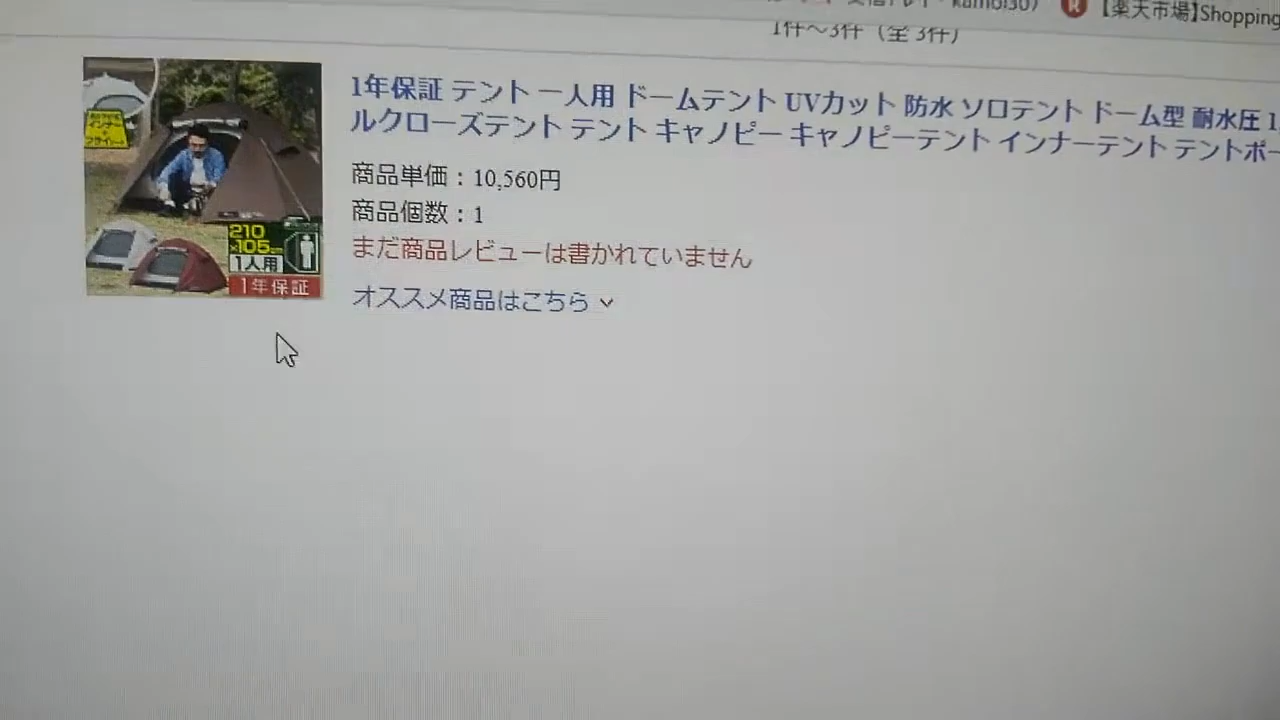 【楽天市場】Shopping
1件～3件（全 3件）
1年保証 テント 一人用 ドームテント UVカット 防水 ソロテント ドーム型 耐水圧 1
ルクローズテント テント キャノピー キャノピーテント インナーテント テントポー
商品単価：10,560円
商品個数：1
まだ商品レビューは書かれていません
オススメ商品はこちら
210
×105cm
1人用
1年保証